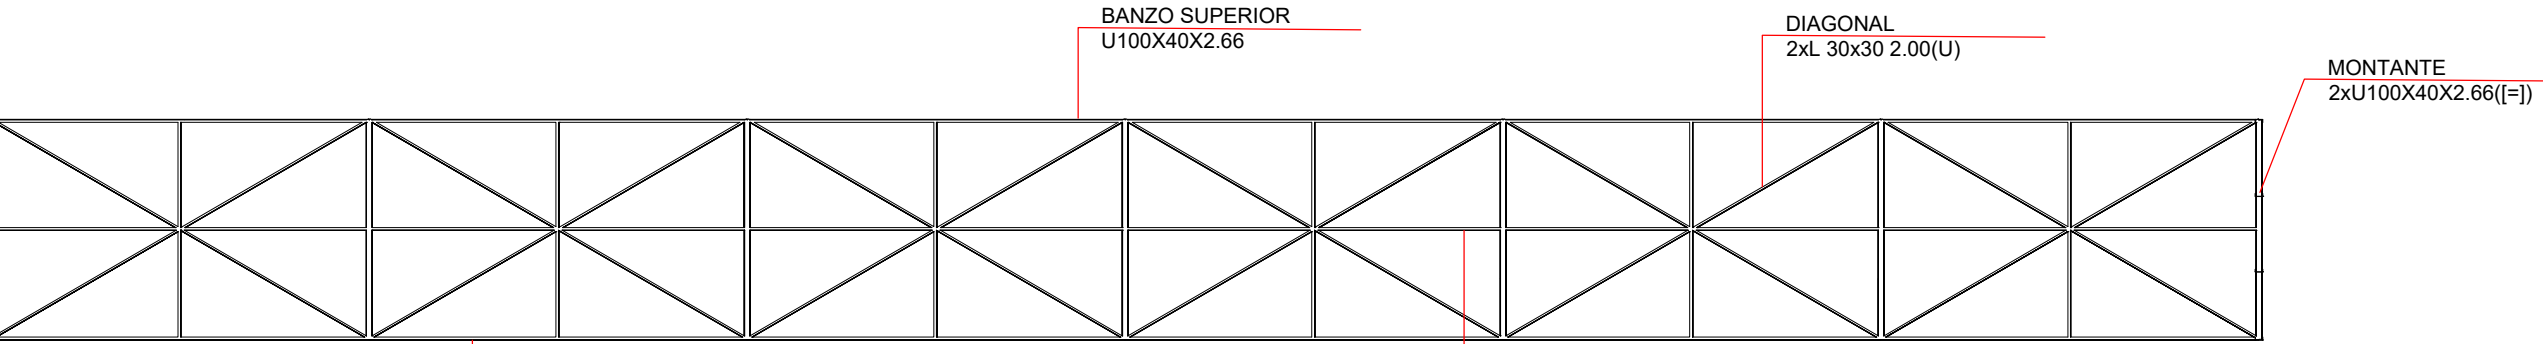 BANZO SUPERIOR
U100X40X2.66
DIAGONAL
2xL 30x30 2.00(U)
MONTANTE
2xU100X40X2.66([=])